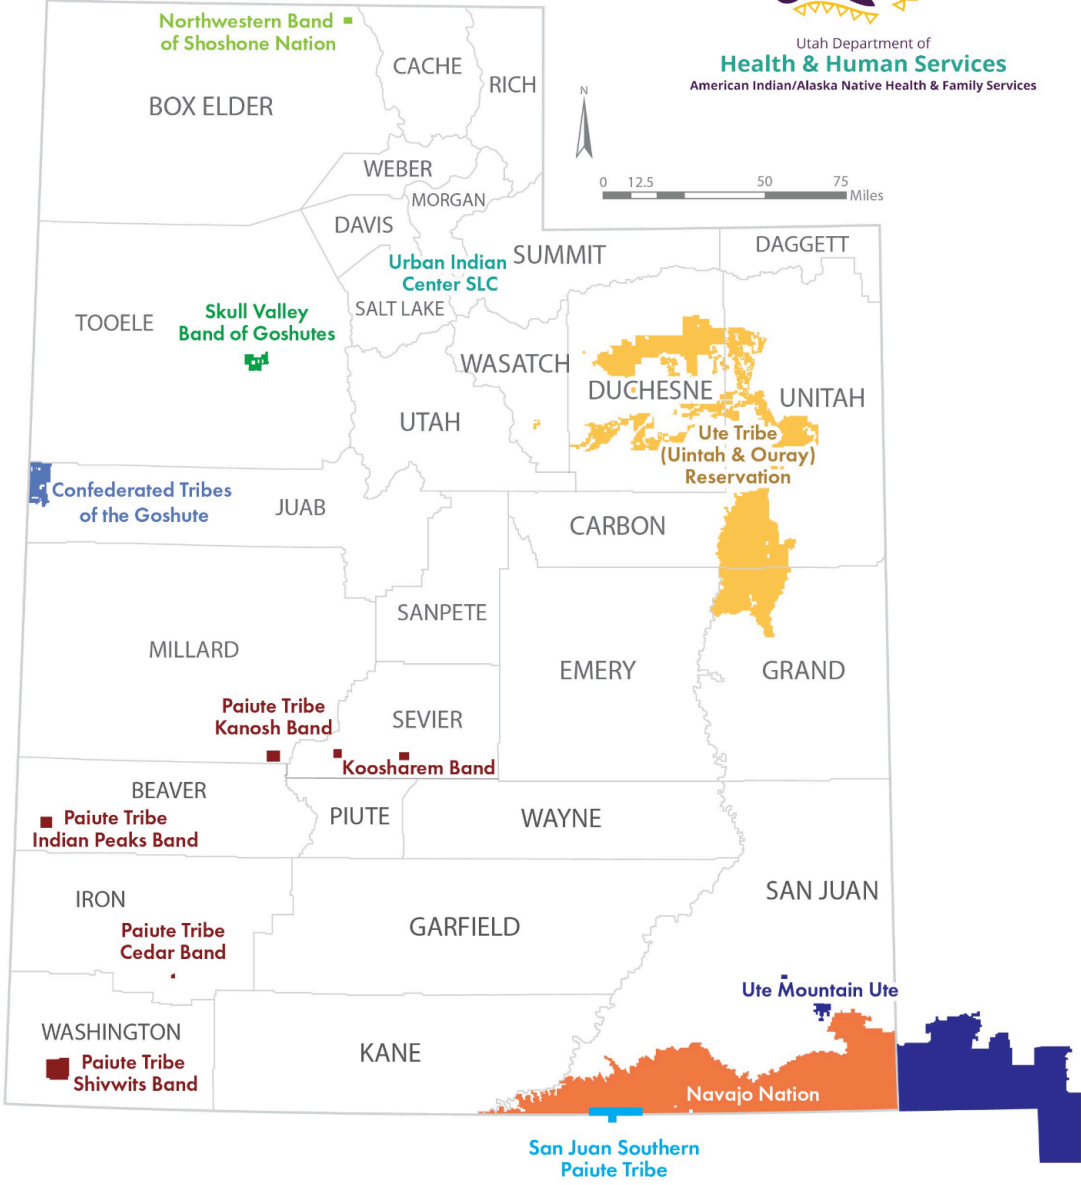 Northwestern Band
of Shoshone Nation
Utah Department of
Health & Human Services
American Indian/Alaska Native Health & Family Services
CACHE
RICH
BOX ELDER
N
WEBER
0 12.5 50 75
Miles
MORGAN
DAVIS
SUMMIT
DAGGETT
Urban Indian
Center SLC
SALT LAKE
TOOELE
Skull Valley
Band of Goshutes
WASATCH
DUCHESNE
UNITAH
UTAH
Ute Tribe
(Uintah & Ouray)
Reservation
Confederated Tribes
of the Goshute
JUAB
CARBON
SANPETE
MILLARD
EMERY
GRAND
Paiute Tribe
Kanosh Band
SEVIER
Koosharem Band
BEAVER
Paiute Tribe
Indian Peaks Band
PIUTE
WAYNE
SAN JUAN
IRON
GARFIELD
Paiute Tribe
Cedar Band
Ute Mountain Ute
WASHINGTON
KANE
Paiute Tribe
Shivwits Band
Navajo Nation
San Juan Southern
Paiute Tribe